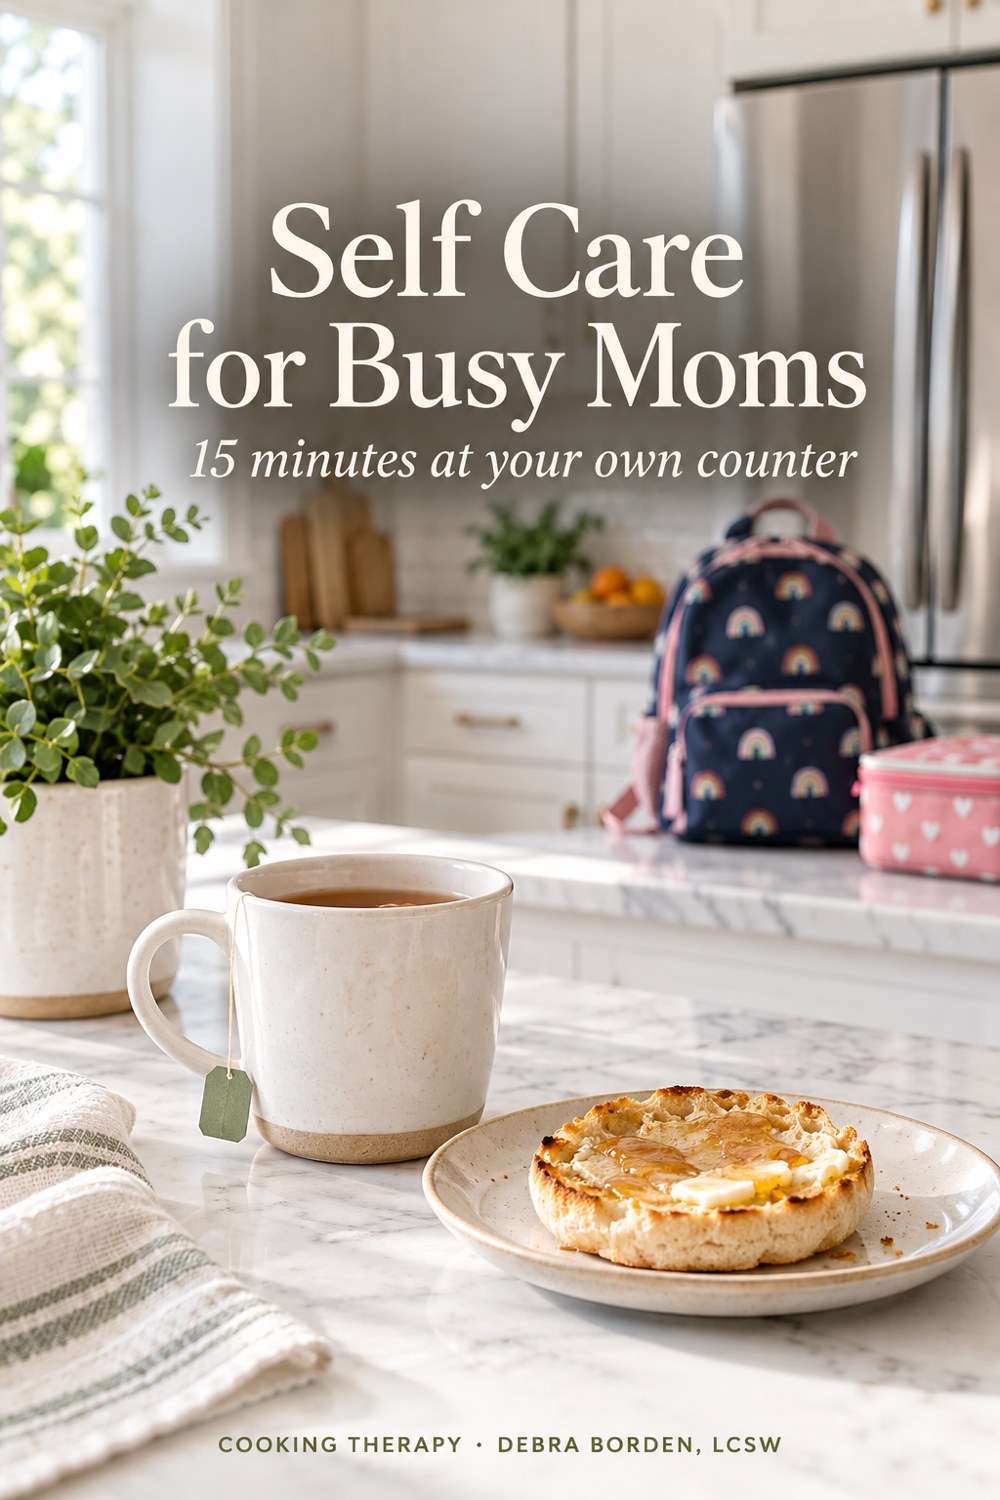 Self Care
for Busy Moms
15 minutes at your own counter
COOKING THERAPY • DEBRA BORDEN, LCSW